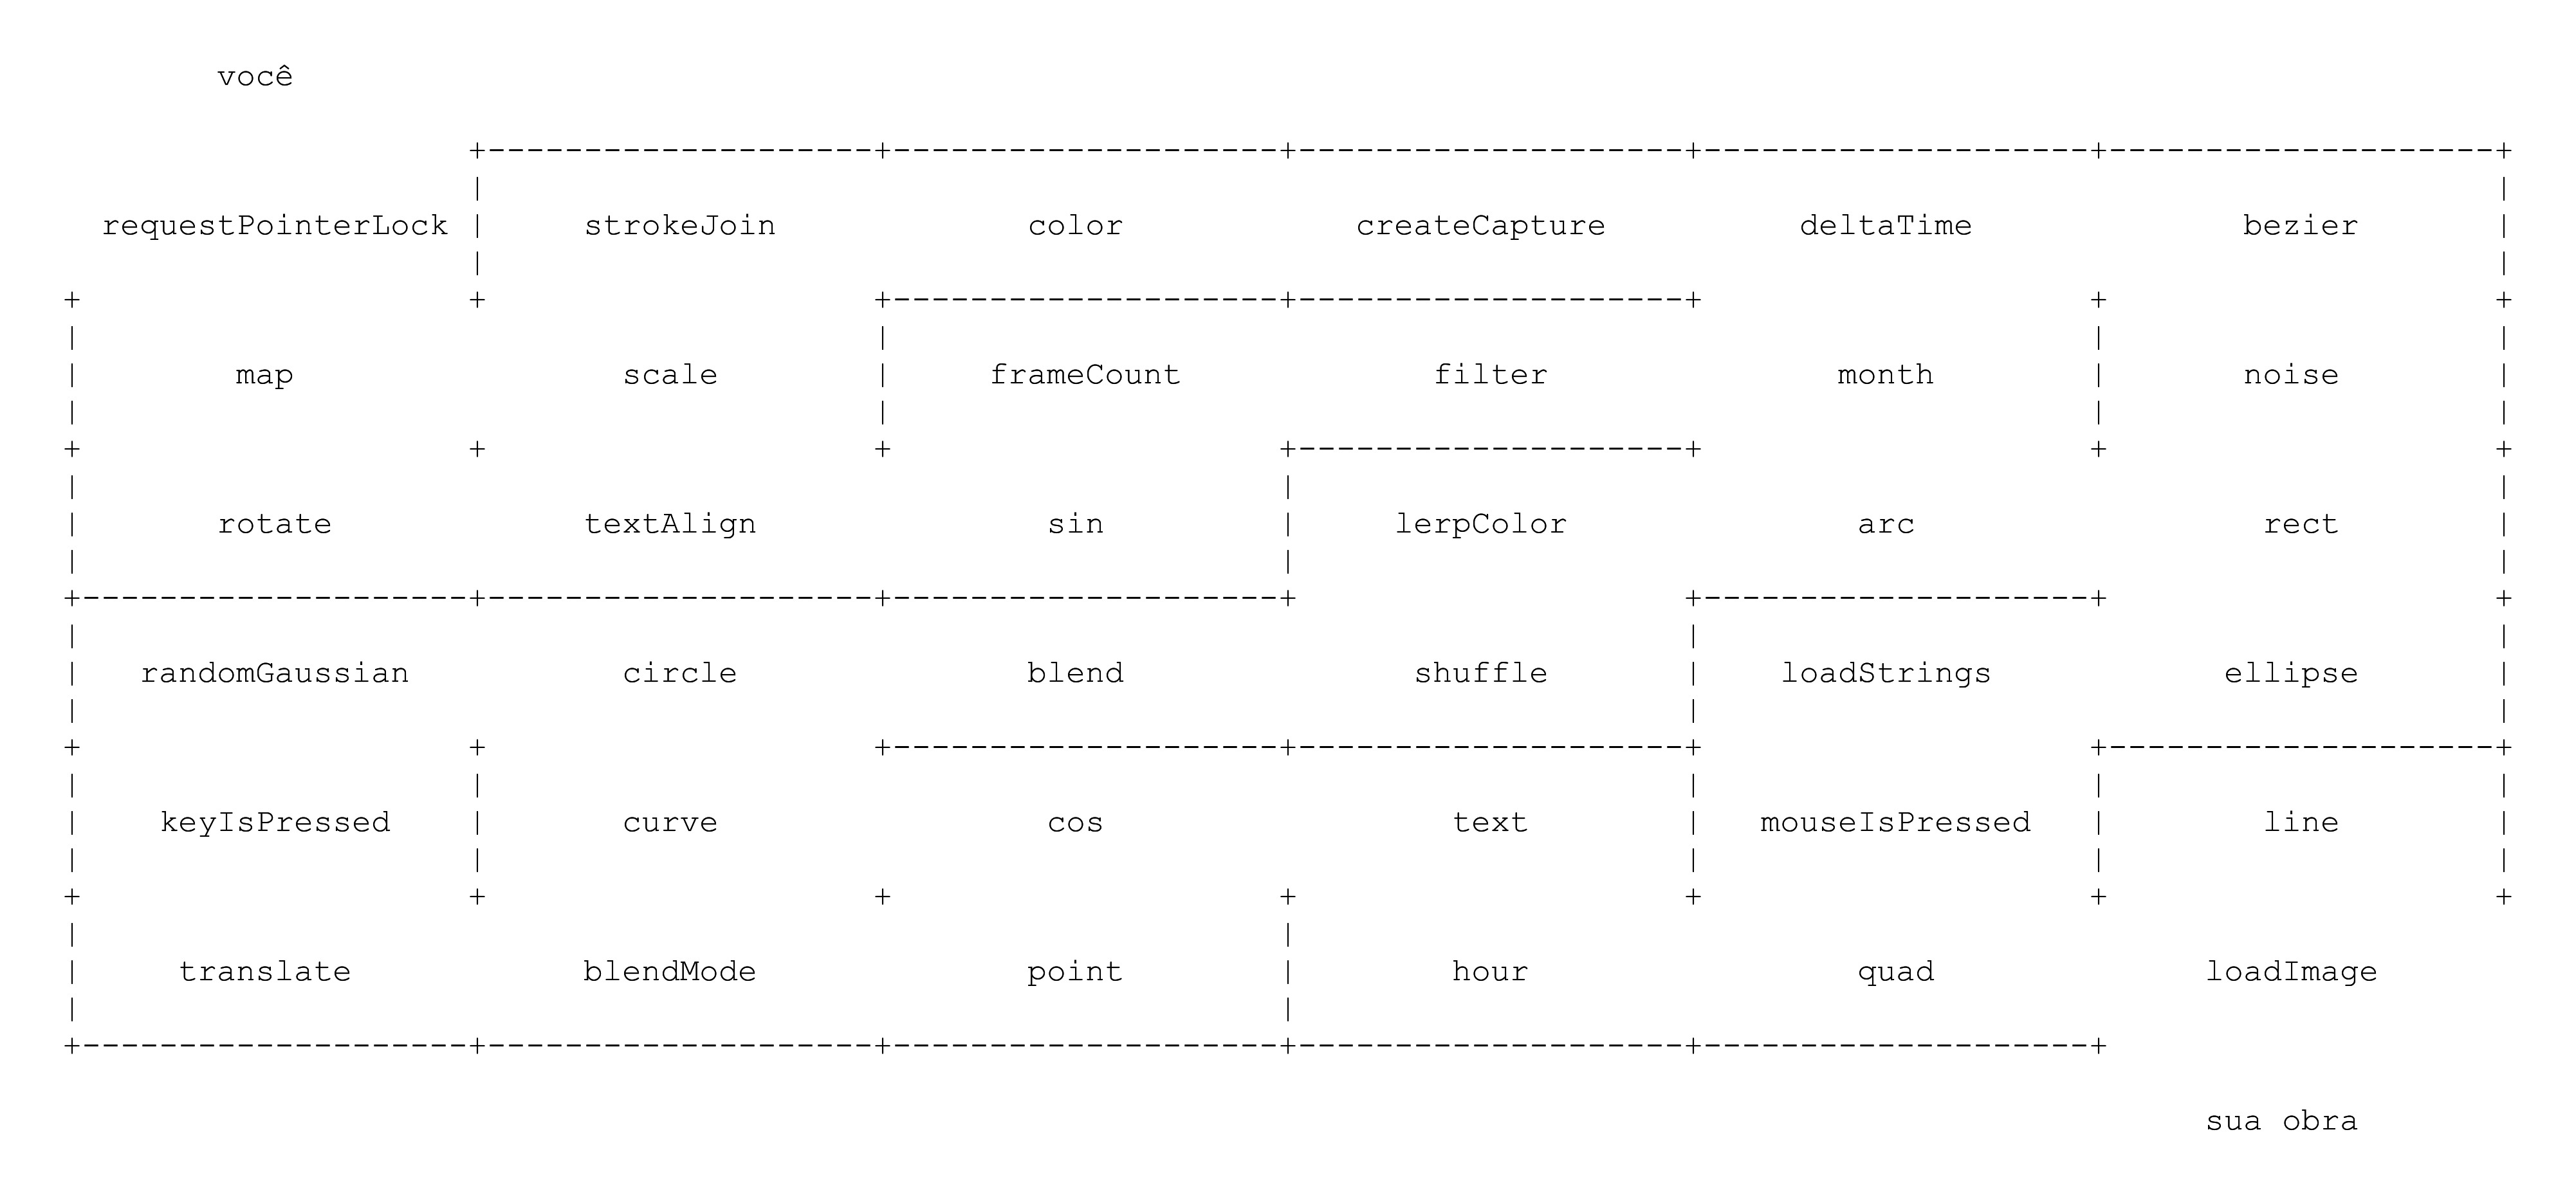 você
requestPointerLock strokeJoin color createCapture deltaTime bezier
map scale frameCount filter month noise
rotate textAlign sin lerpColor arc rect
randomGaussian circle blend shuffle loadStrings ellipse
keyIsPressed curve cos text mouseIsPressed line
translate blendMode point hour quad loadImage
sua obra